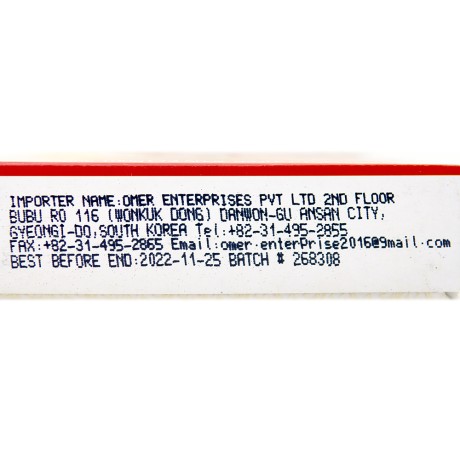 IMPORTER NAME:OMER ENTERPRISES PVT LTD 2ND FLOOR
BUBU RO 116 (WONKUK DONG) DANWON-GU ANSAN CITY,
GYEONGI-DO,SOUTH KOREA Tel:+82-31-495-2855
FAX:+82-31-495-2865 Email:omer.enterprise2016@gmail.com
BEST BEFORE END:2022-11-25 BATCH # 268308